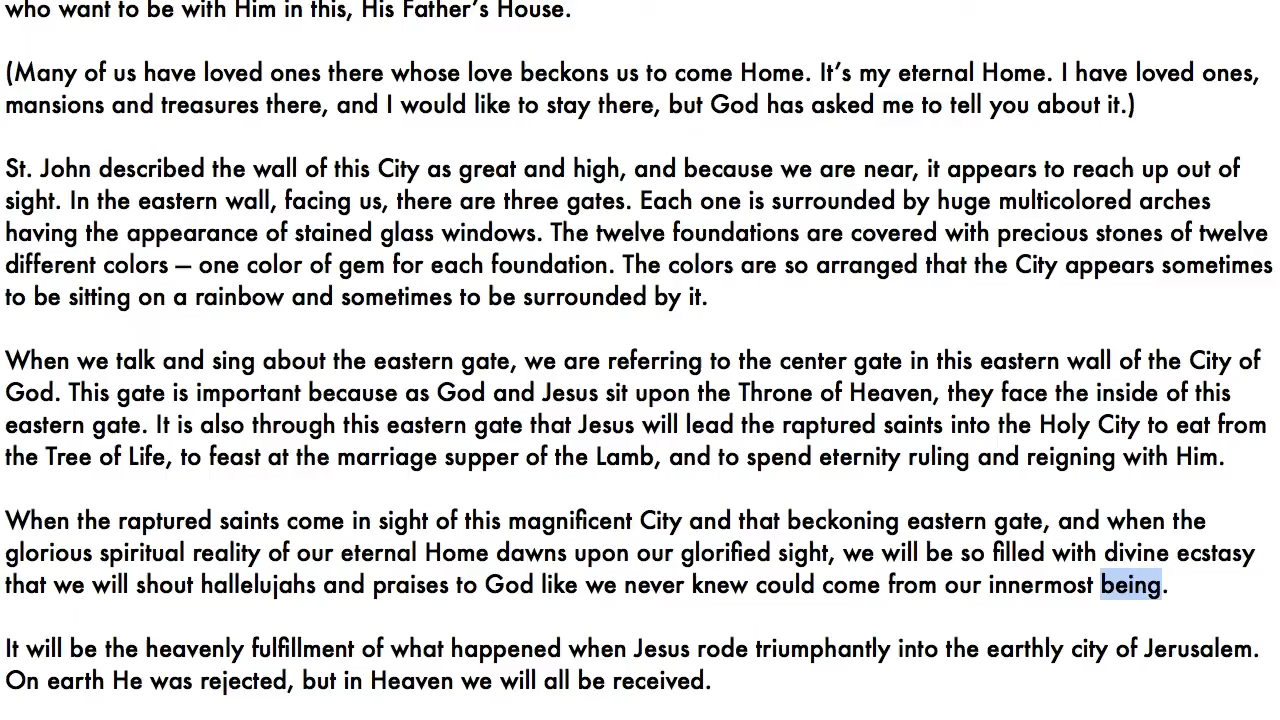 who want to be with Him in this, His Father’s House.
(Many of us have loved ones there whose love beckons us to come Home. It’s my eternal Home. I have loved ones,
mansions and treasures there, and I would like to stay there, but God has asked me to tell you about it.)
St. John described the wall of this City as great and high, and because we are near, it appears to reach up out of
sight. In the eastern wall, facing us, there are three gates. Each one is surrounded by huge multicolored arches
having the appearance of stained glass windows. The twelve foundations are covered with precious stones of twelve
different colors — one color of gem for each foundation. The colors are so arranged that the City appears sometimes
to be sitting on a rainbow and sometimes to be surrounded by it.
When we talk and sing about the eastern gate, we are referring to the center gate in this eastern wall of the City of
God. This gate is important because as God and Jesus sit upon the Throne of Heaven, they face the inside of this
eastern gate. It is also through this eastern gate that Jesus will lead the raptured saints into the Holy City to eat from
the Tree of Life, to feast at the marriage supper of the Lamb, and to spend eternity ruling and reigning with Him.
When the raptured saints come in sight of this magnificent City and that beckoning eastern gate, and when the
glorious spiritual reality of our eternal Home dawns upon our glorified sight, we will be so filled with divine ecstasy
that we will shout hallelujahs and praises to God like we never knew could come from our innermost being.
It will be the heavenly fulfillment of what happened when Jesus rode triumphantly into the earthly city of Jerusalem.
On earth He was rejected, but in Heaven we will all be received.